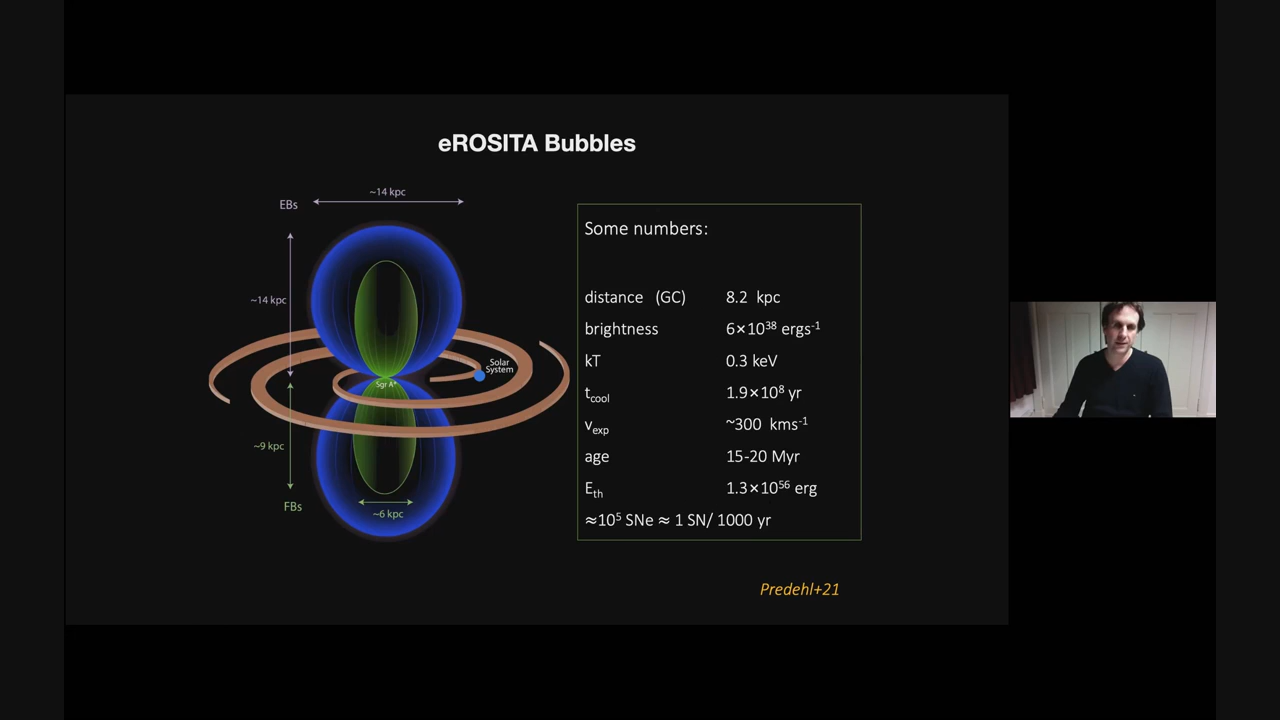 eROSITA Bubbles
~14 kpc
EBs
~14 kpc
Solar
System
Sgr A*
~9 kpc
FBs
~6 kpc
Some numbers:
distance (GC) 8.2 kpc
brightness 6×10³⁸ ergs⁻¹
kT 0.3 keV
t_cool 1.9×10⁸ yr
v_exp ~300 kms⁻¹
age 15-20 Myr
E_th 1.3×10⁵⁶ erg
≈10⁵ SNe ≈ 1 SN/ 1000 yr
Predehl+21